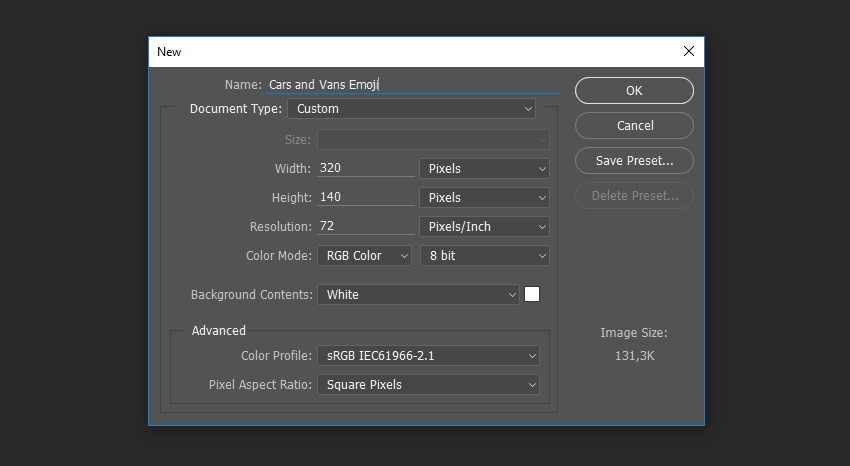 New
Name: Cars and Vans Emoji
OK
Document Type: Custom
Cancel
Size:
Save Preset...
Width: 320 Pixels
Height: 140 Pixels
Delete Preset...
Resolution: 72 Pixels/Inch
Color Mode: RGB Color 8 bit
Background Contents: White
Advanced
Image Size:
131,3K
Color Profile: sRGB IEC61966-2.1
Pixel Aspect Ratio: Square Pixels